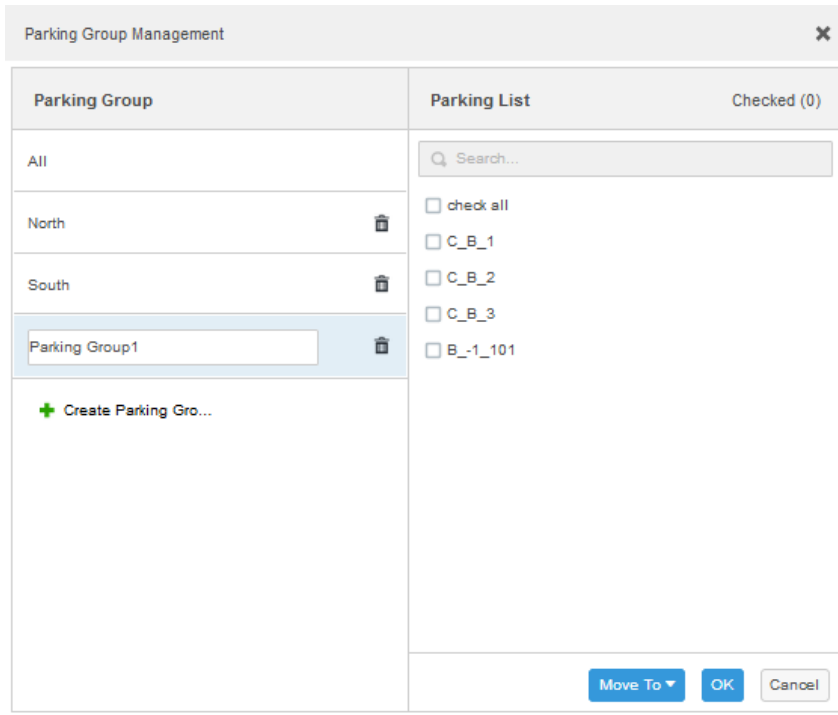 Parking Group Management
Parking Group
Parking List
Checked (0)
All
Search...
check all
North
C_B_1
C_B_2
South
C_B_3
Parking Group1
B_-1_101
Create Parking Gro...
Move To
OK
Cancel